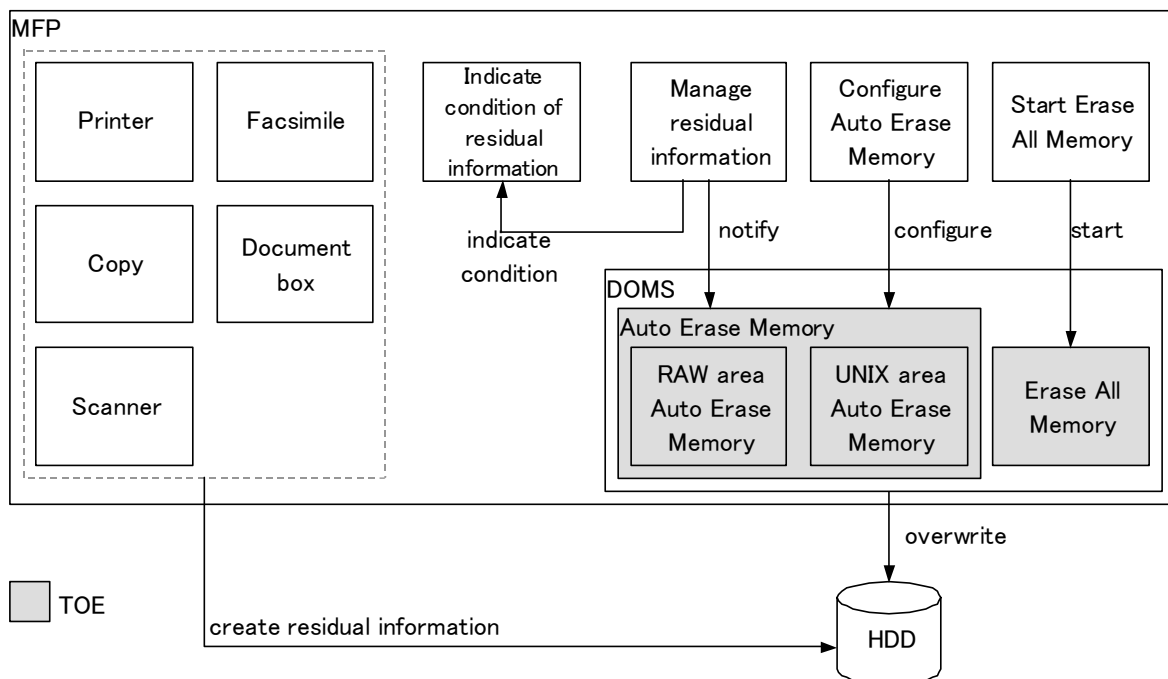 MFP
Printer
Facsimile
Copy
Document
box
Scanner
Indicate
condition of
residual
information
Manage
residual
information
Configure
Auto Erase
Memory
Start Erase
All Memory
indicate
condition
notify
configure
start
DOMS
Auto Erase Memory
RAW area
Auto Erase
Memory
UNIX area
Auto Erase
Memory
Erase All
Memory
overwrite
TOE
create residual information
HDD